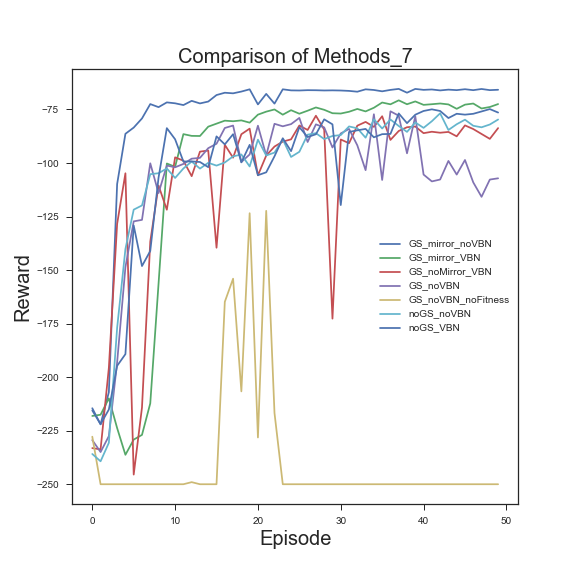 Comparison of Methods_7
Reward
−75
−100
−125
−150
−175
−200
−225
−250
GS_mirror_noVBN
GS_mirror_VBN
GS_noMirror_VBN
GS_noVBN
GS_noVBN_noFitness
noGS_noVBN
noGS_VBN
0 10 20 30 40 50
Episode